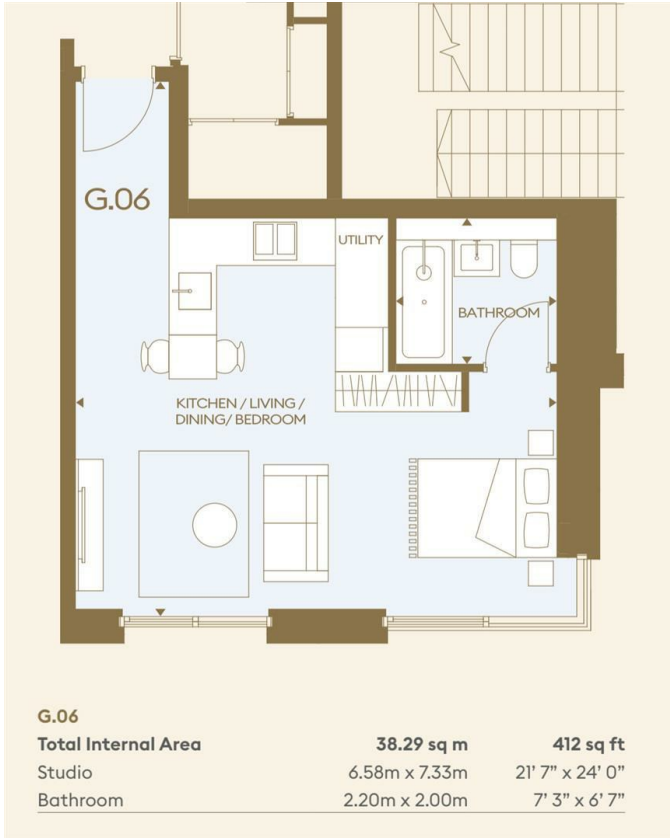 G.06
UTILITY
BATHROOM
KITCHEN / LIVING /
DINING/ BEDROOM
G.06
Total Internal Area 38.29 sq m 412 sq ft
Studio 6.58m x 7.33m 21’ 7” x 24’ 0”
Bathroom 2.20m x 2.00m 7’ 3” x 6’ 7”